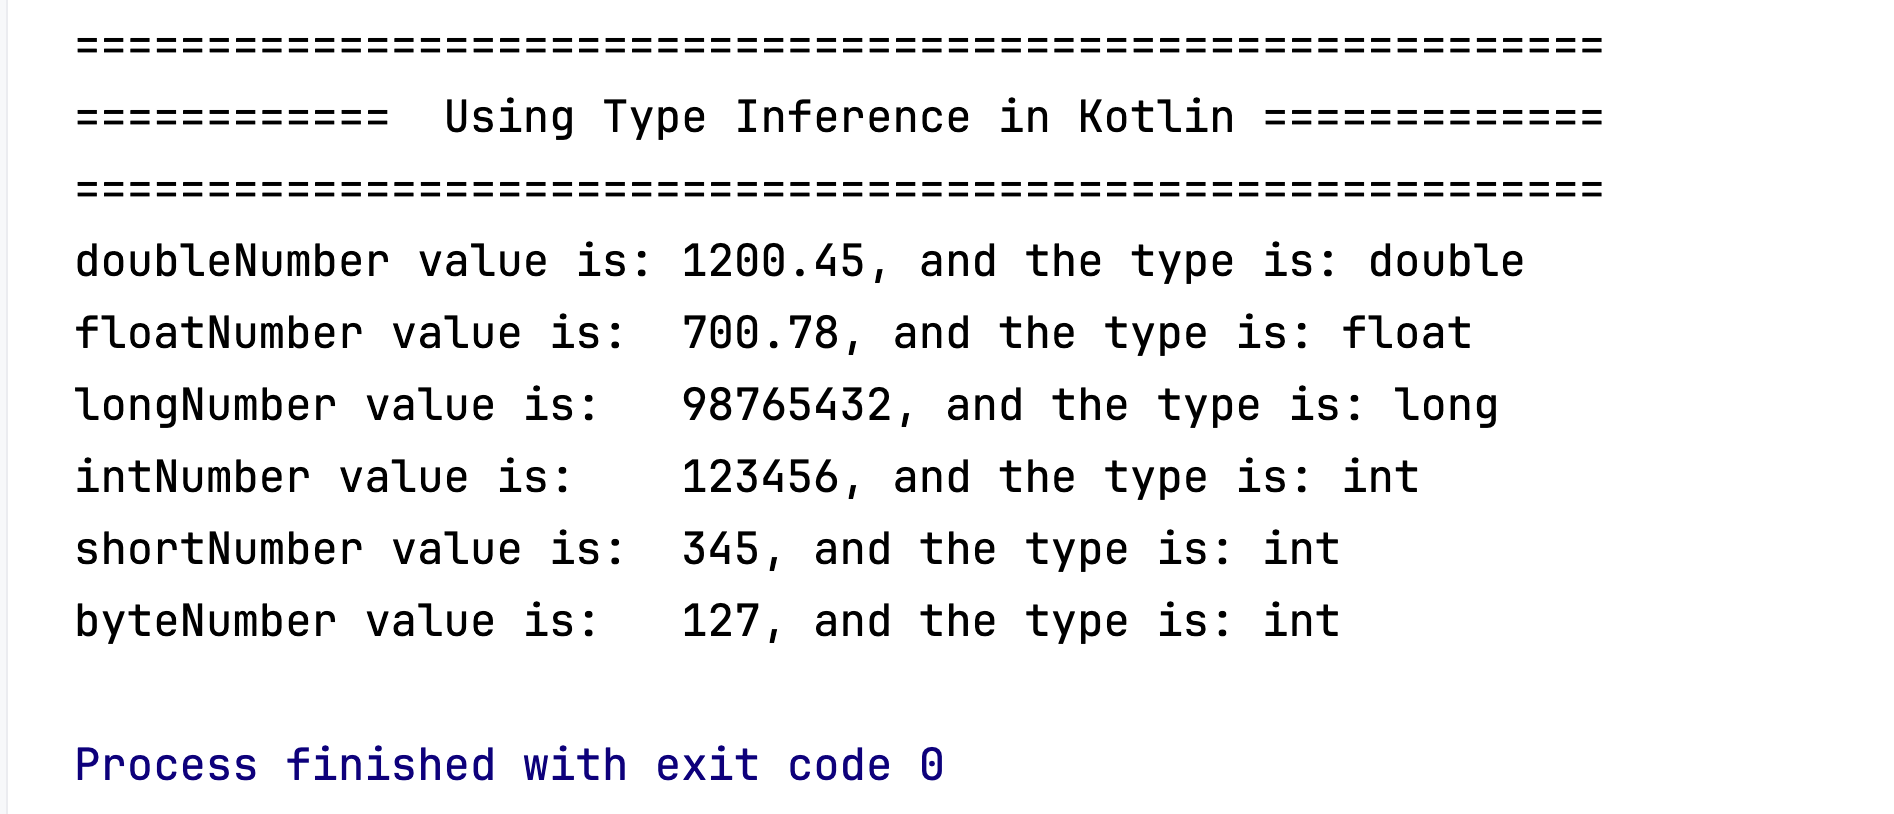 ==========================================================
============  Using Type Inference in Kotlin =============
==========================================================
doubleNumber value is: 1200.45, and the type is: double
floatNumber value is:  700.78, and the type is: float
longNumber value is:   98765432, and the type is: long
intNumber value is:    123456, and the type is: int
shortNumber value is:  345, and the type is: int
byteNumber value is:   127, and the type is: int

Process finished with exit code 0